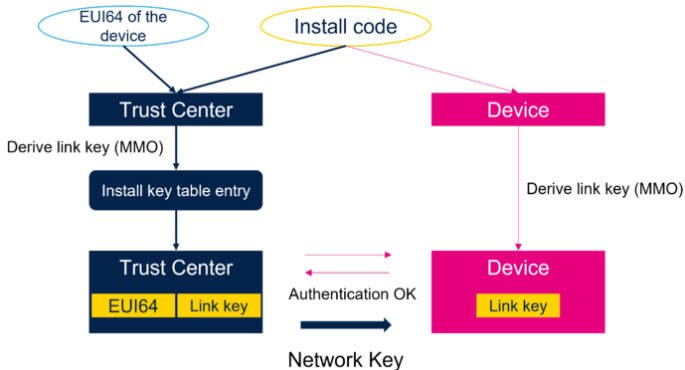 EUI64 of the
device
Install code
Trust Center
Device
Derive link key (MMO)
Install key table entry
Derive link key (MMO)
Trust Center
Device
EUI64
Link key
Link key
Authentication OK
Network Key